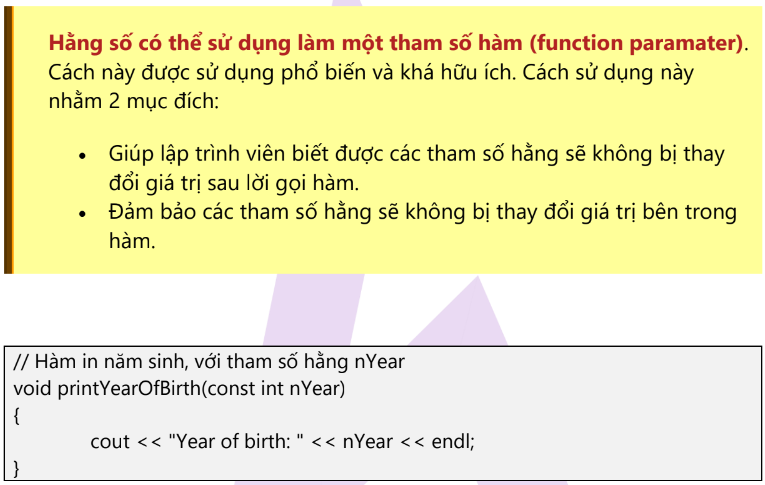 Hằng số có thể sử dụng làm một tham số hàm (function paramater).
Cách này được sử dụng phổ biến và khá hữu ích. Cách sử dụng này
nhằm 2 mục đích:
• Giúp lập trình viên biết được các tham số hằng sẽ không bị thay
đổi giá trị sau lời gọi hàm.
• Đảm bảo các tham số hằng sẽ không bị thay đổi giá trị bên trong
hàm.
// Hàm in năm sinh, với tham số hằng nYear
void printYearOfBirth(const int nYear)
{
cout << "Year of birth: " << nYear << endl;
}